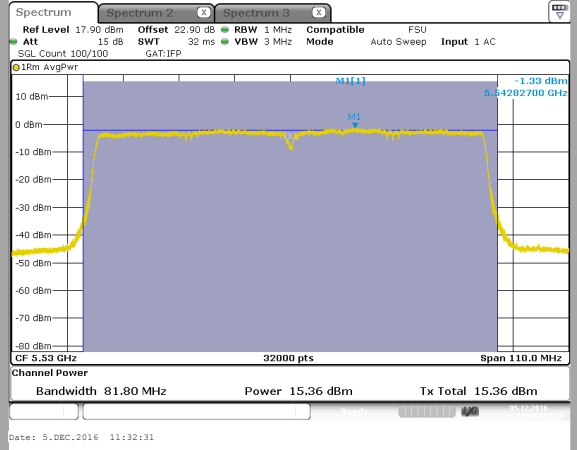 Spectrum Spectrum 2 X Spectrum 3 X
Ref Level 17.90 dBm Offset 22.90 dB RBW 1 MHz Compatible FSU
Att 15 dB SWT 32 ms VBW 3 MHz Mode Auto Sweep Input 1 AC
SGL Count 100/100 GAT:IFP
1Rm AvgPwr
M1[1] -1.33 dBm
5.54282700 GHz
10 dBm
M1
0 dBm
-10 dBm
-20 dBm
-30 dBm
-40 dBm
-50 dBm
-60 dBm
-70 dBm
-80 dBm
CF 5.53 GHz 32000 pts Span 110.0 MHz
Channel Power
Bandwidth 81.80 MHz Power 15.36 dBm Tx Total 15.36 dBm
Ready 05.12.2016
Date: 5.DEC.2016 11:32:31